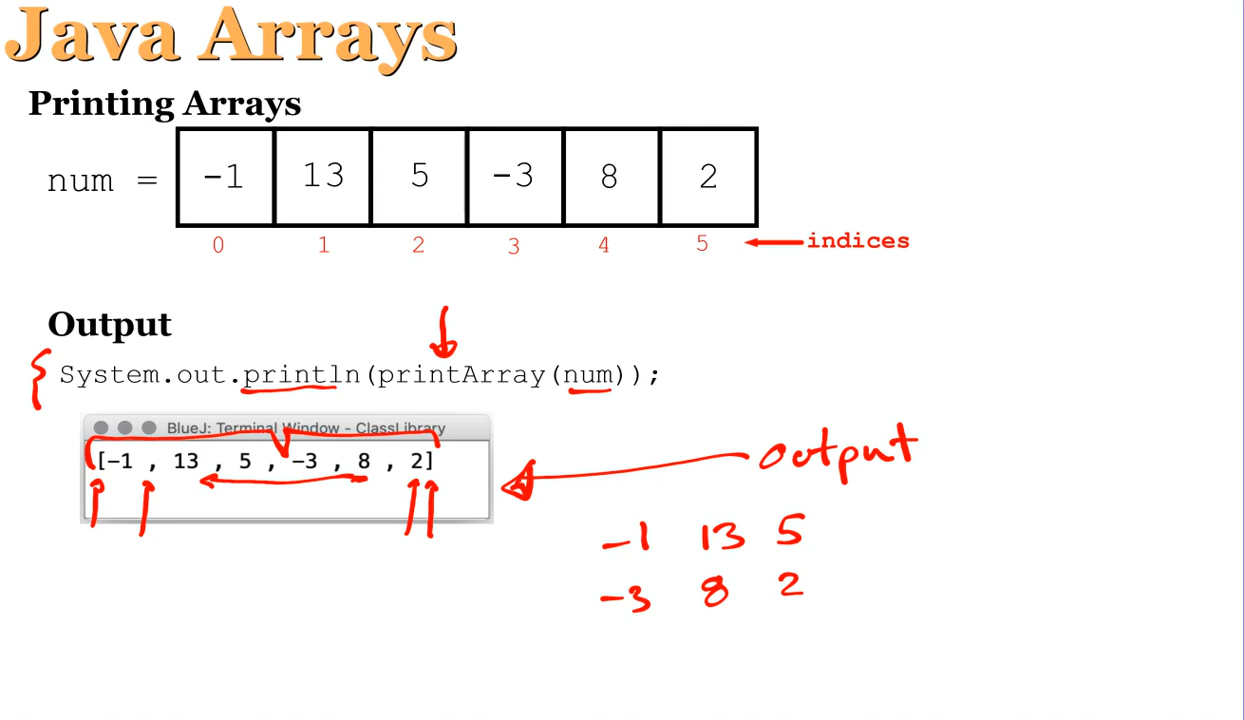 Java Arrays
Printing Arrays
num = -1 13 5 -3 8 2
0 1 2 3 4 5 indices
Output
System.out.println(printArray(num));
BlueJ: Terminal Window - ClassLibrary
[-1 , 13 , 5 , -3 , 8 , 2]
output
-1 13 5
-3 8 2